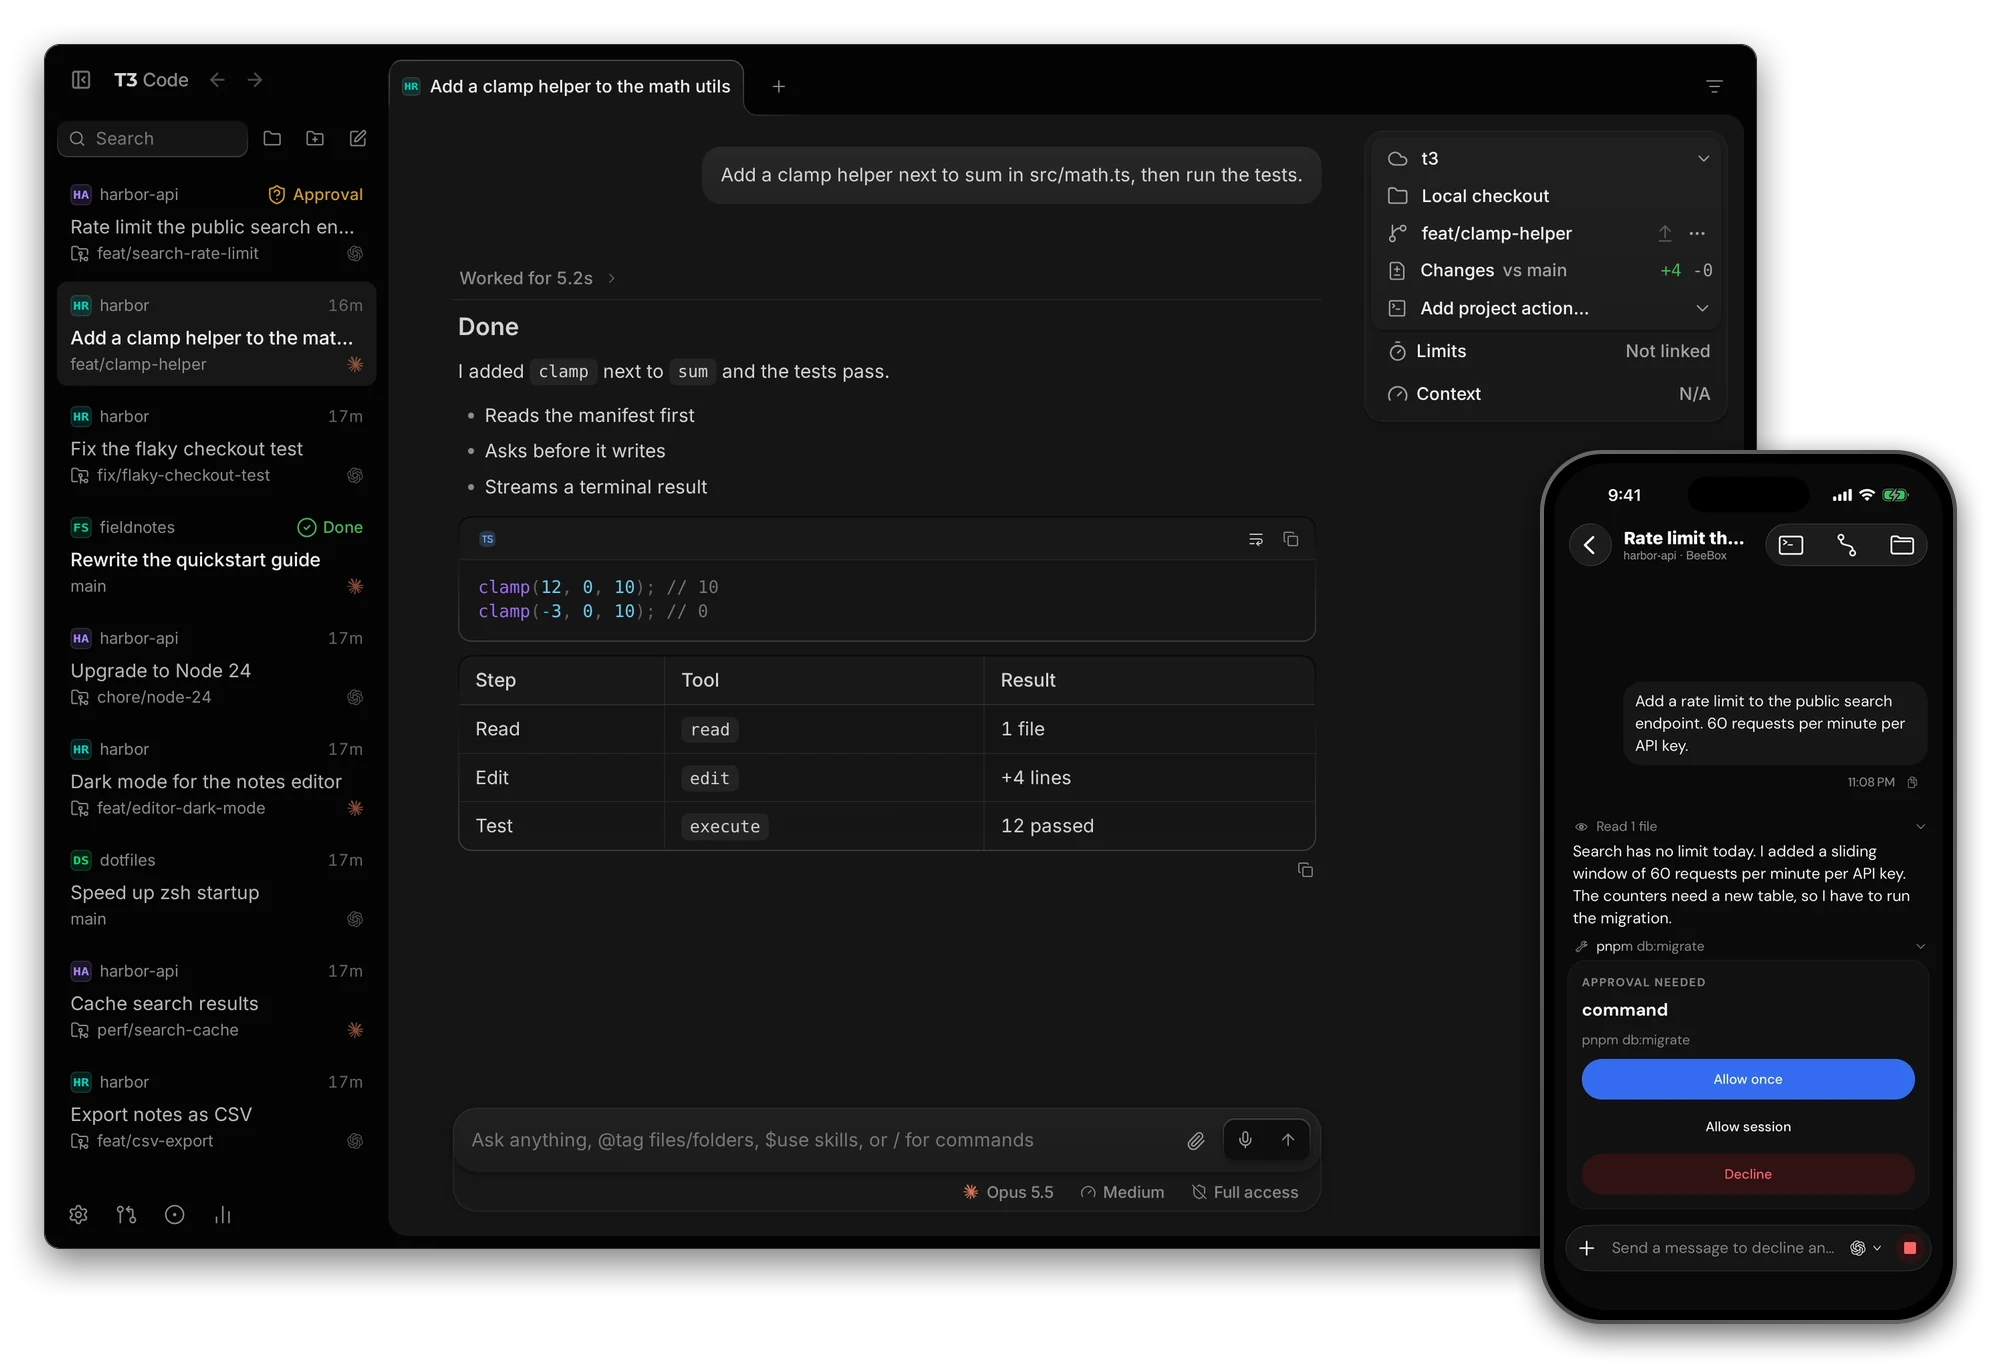 T3 Code
Search
HA harbor-api Approval
Rate limit the public search en...
feat/search-rate-limit
HR harbor 16m
Add a clamp helper to the mat...
feat/clamp-helper
HR harbor 17m
Fix the flaky checkout test
fix/flaky-checkout-test
FS fieldnotes Done
Rewrite the quickstart guide
main
HA harbor-api 17m
Upgrade to Node 24
chore/node-24
HR harbor 17m
Dark mode for the notes editor
feat/editor-dark-mode
DS dotfiles 17m
Speed up zsh startup
main
HA harbor-api 17m
Cache search results
perf/search-cache
HR harbor 17m
Export notes as CSV
feat/csv-export
HR Add a clamp helper to the math utils
Add a clamp helper next to sum in src/math.ts, then run the tests.
Worked for 5.2s
Done
I added clamp next to sum and the tests pass.
• Reads the manifest first
• Asks before it writes
• Streams a terminal result
TS
clamp(12, 0, 10); // 10
clamp(-3, 0, 10); // 0
Step Tool Result
Read read 1 file
Edit edit +4 lines
Test execute 12 passed
Ask anything, @tag files/folders, $use skills, or / for commands
Opus 5.5 Medium Full access
t3
Local checkout
feat/clamp-helper
Changes vs main +4 -0
Add project action...
Limits Not linked
Context N/A
9:41
Rate limit th...
harbor-api · BeeBox
Add a rate limit to the public search
endpoint. 60 requests per minute per
API key.
11:08 PM
Read 1 file
Search has no limit today. I added a sliding
window of 60 requests per minute per API key.
The counters need a new table, so I have to run
the migration.
pnpm db:migrate
APPROVAL NEEDED
command
pnpm db:migrate
Allow once
Allow session
Decline
Send a message to decline an...